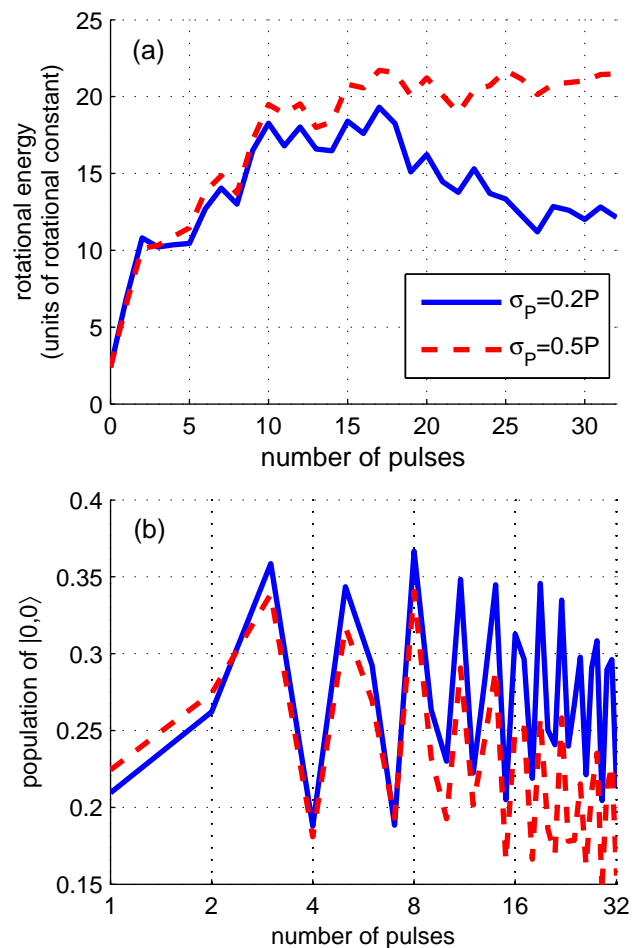 (a)
rotational energy
(units of rotational constant)
25
20
15
10
5
0
σ_P=0.2P
σ_P=0.5P
0 5 10 15 20 25 30
number of pulses
(b)
population of |0,0⟩
0.4
0.35
0.3
0.25
0.2
0.15
1 2 4 8 16 32
number of pulses